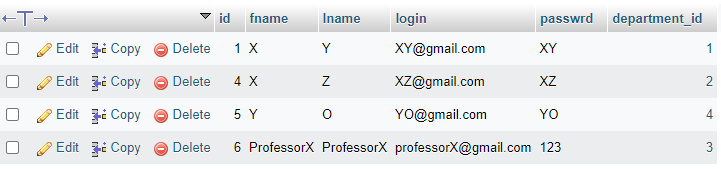 id fname lname login passwrd department_id
Edit Copy Delete 1 X Y XY@gmail.com XY 1
Edit Copy Delete 4 X Z XZ@gmail.com XZ 2
Edit Copy Delete 5 Y O YO@gmail.com YO 4
Edit Copy Delete 6 ProfessorX ProfessorX professorX@gmail.com 123 3